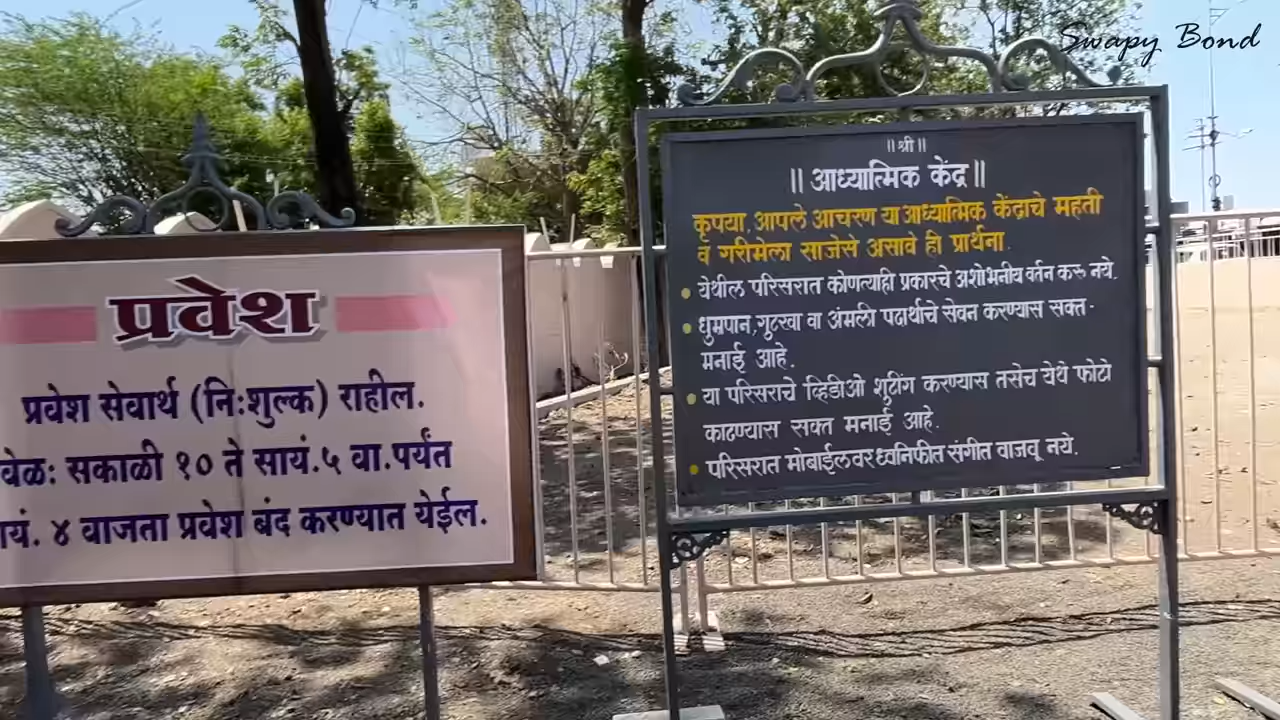 Swapy Bond
प्रवेश
प्रवेश सेवार्थ (निःशुल्क) राहील.
वेळः सकाळी १० ते सायं.५ वा.पर्यंत
४ वाजता प्रवेश बंद करण्यात येईल.
॥ श्री ॥
॥ आध्यात्मिक केंद्र ॥
कृपया, आपले आचरण या आध्यात्मिक केंद्राचे महती
व गरीमेला साजेसे असावे ही प्रार्थना.
येथील परिसरात कोणत्याही प्रकारचे अशोभनीय वर्तन करू नये.
धुम्रपान, गुटखा वा अंमली पदार्थाचे सेवन करण्यास सक्त -
मनाई आहे.
या परिसराचे व्हिडीओ शुटींग करण्यास तसेच येथे फोटो
काढण्यास सक्त मनाई आहे.
परिसरात मोबाईलवर ध्वनिफीत संगीत वाजवू नये.